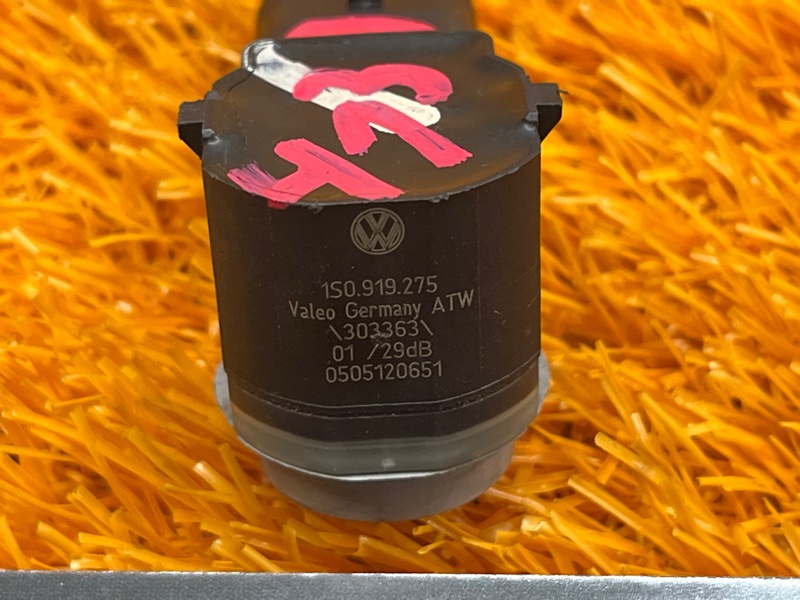 1S0.919.275
Valeo Germany ATW
\303363\
01 /29dB
0505120651